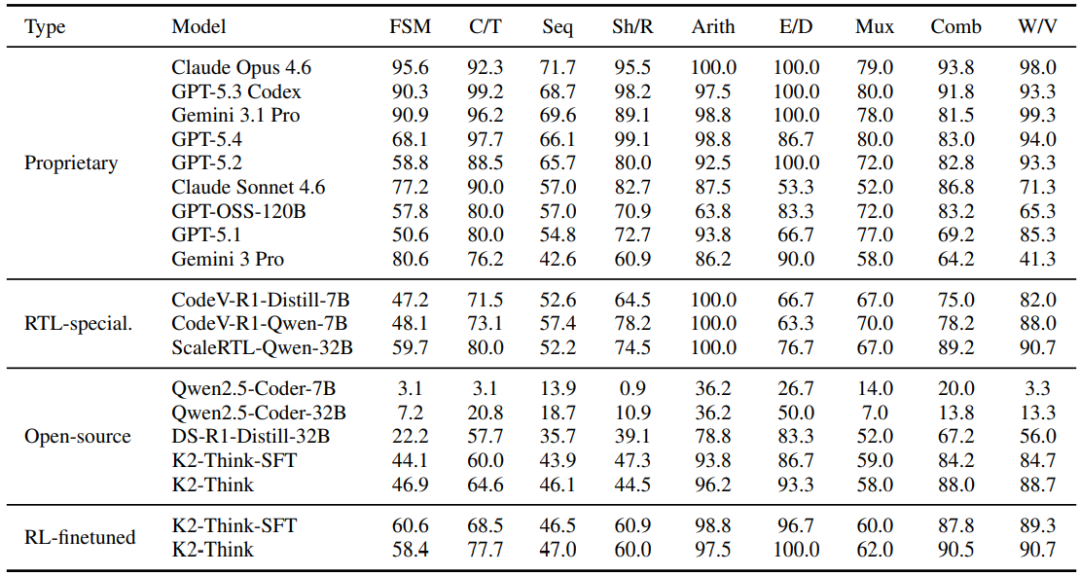 Type Model FSM C/T Seq Sh/R Arith E/D Mux Comb W/V
Claude Opus 4.6 95.6 92.3 71.7 95.5 100.0 100.0 79.0 93.8 98.0
GPT-5.3 Codex 90.3 99.2 68.7 98.2 97.5 100.0 80.0 91.8 93.3
Gemini 3.1 Pro 90.9 96.2 69.6 89.1 98.8 100.0 78.0 81.5 99.3
GPT-5.4 68.1 97.7 66.1 99.1 98.8 86.7 80.0 83.0 94.0
Proprietary GPT-5.2 58.8 88.5 65.7 80.0 92.5 100.0 72.0 82.8 93.3
Claude Sonnet 4.6 77.2 90.0 57.0 82.7 87.5 53.3 52.0 86.8 71.3
GPT-OSS-120B 57.8 80.0 57.0 70.9 63.8 83.3 72.0 83.2 65.3
GPT-5.1 50.6 80.0 54.8 72.7 93.8 66.7 77.0 69.2 85.3
Gemini 3 Pro 80.6 76.2 42.6 60.9 86.2 90.0 58.0 64.2 41.3
CodeV-R1-Distill-7B 47.2 71.5 52.6 64.5 100.0 66.7 67.0 75.0 82.0
RTL-special. CodeV-R1-Qwen-7B 48.1 73.1 57.4 78.2 100.0 63.3 70.0 78.2 88.0
ScaleRTL-Qwen-32B 59.7 80.0 52.2 74.5 100.0 76.7 67.0 89.2 90.7
Qwen2.5-Coder-7B 3.1 3.1 13.9 0.9 36.2 26.7 14.0 20.0 3.3
Qwen2.5-Coder-32B 7.2 20.8 18.7 10.9 36.2 50.0 7.0 13.8 13.3
Open-source DS-R1-Distill-32B 22.2 57.7 35.7 39.1 78.8 83.3 52.0 67.2 56.0
K2-Think-SFT 44.1 60.0 43.9 47.3 93.8 86.7 59.0 84.2 84.7
K2-Think 46.9 64.6 46.1 44.5 96.2 93.3 58.0 88.0 88.7
RL-finetuned K2-Think-SFT 60.6 68.5 46.5 60.9 98.8 96.7 60.0 87.8 89.3
K2-Think 58.4 77.7 47.0 60.0 97.5 100.0 62.0 90.5 90.7